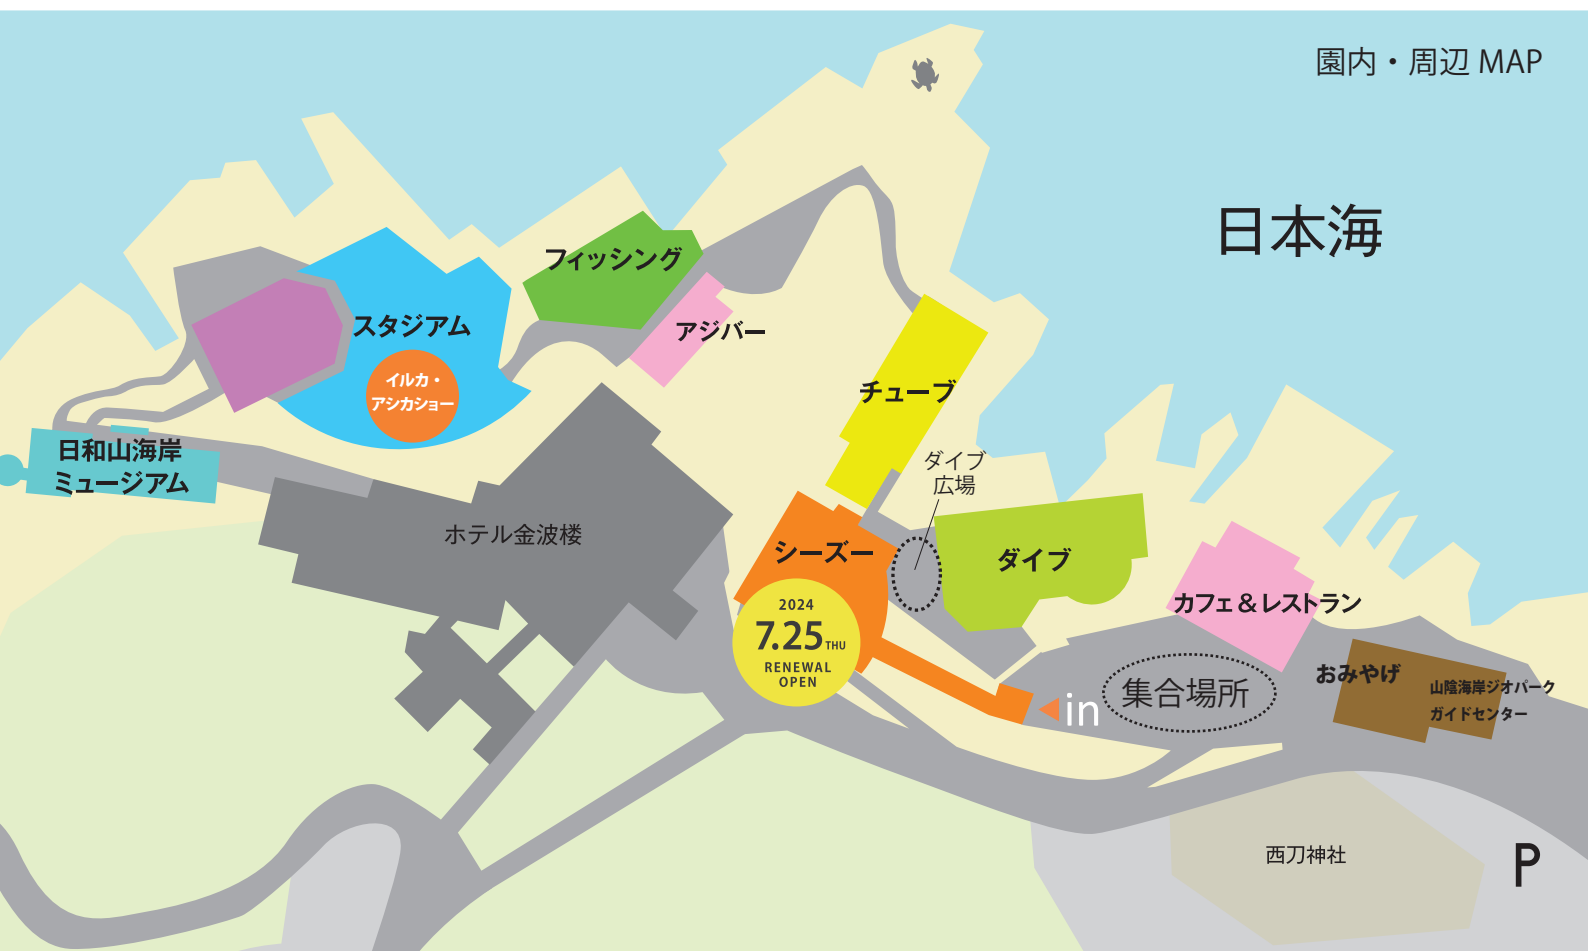 園内・周辺 MAP
日本海
フィッシング
スタジアム
アジバー
イルカ・
アシカショー
チューブ
日和山海岸
ミュージアム
ダイブ
広場
ホテル金波楼
シーズー
ダイブ
カフェ＆レストラン
2024
7.25 THU
RENEWAL
OPEN
in
集合場所
おみやげ
山陰海岸ジオパーク
ガイドセンター
西刀神社
P